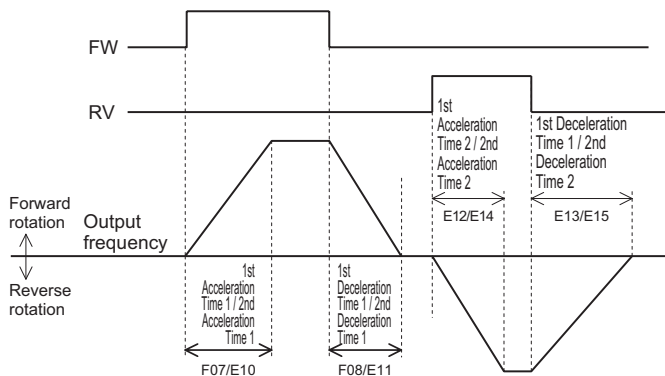 FW
RV
1st
Acceleration
Time 2 / 2nd
Acceleration
Time 2
E12/E14
1st Deceleration
Time 1 / 2nd
Deceleration
Time 2
E13/E15
Forward
rotation
Output
frequency
Reverse
rotation
1st
Acceleration
Time 1 / 2nd
Acceleration
Time 1
F07/E10
1st
Deceleration
Time 1 / 2nd
Deceleration
Time 1
F08/E11